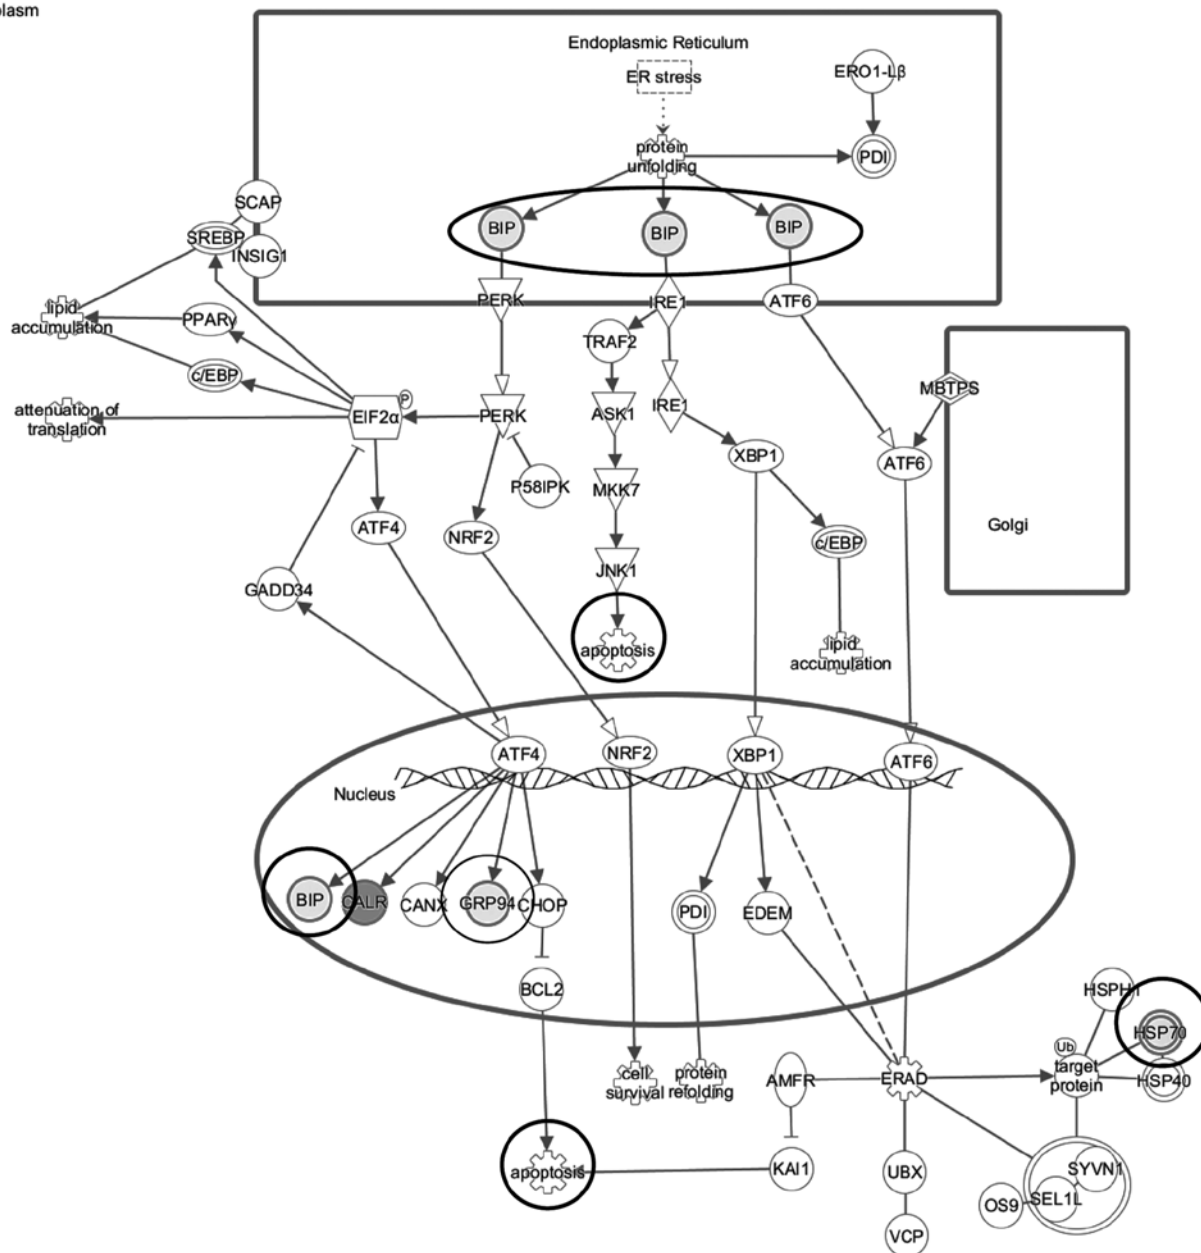 plasm
Endoplasmic Reticulum
ER stress
ERO1-Lβ
protein
unfolding
PDI
SCAP
SREBP
INSIG1
BIP
BIP
BIP
PERK
IRE1
ATF6
lipid
accumulation
PPARγ
TRAF2
c/EBP
MBTPS
attenuation of
translation
EIF2α
P
PERK
ASK1
IRE1
XBP1
ATF6
P58IPK
MKK7
ATF4
NRF2
c/EBP
Golgi
GADD34
JNK1
apoptosis
lipid
accumulation
ATF4
NRF2
XBP1
ATF6
Nucleus
BIP
CALR
CANX
GRP94
CHOP
PDI
EDEM
BCL2
HSPH1
HSP70
Ub
target
protein
HSP40
cell
survival
protein
refolding
AMFR
ERAD
apoptosis
KAI1
UBX
SYVN1
SEL1L
OS9
VCP